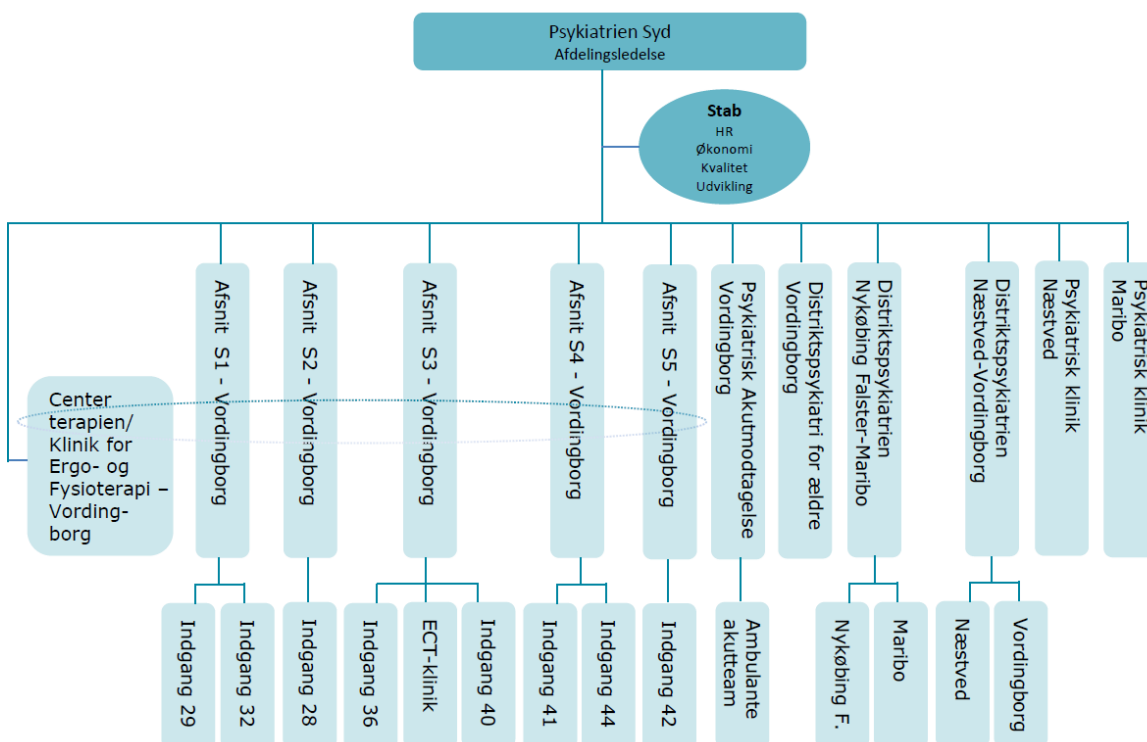 Psykiatrien Syd
Afdelingsledelse
Stab
HR
Økonomi
Kvalitet
Udvikling
Center
terapien/
Klinik for
Ergo- og
Fysioterapi –
Vording-
borg
Afsnit S1 - Vordingborg
Afsnit S2 - Vordingborg
Afsnit S3 - Vordingborg
Afsnit S4 - Vordingborg
Afsnit S5 - Vordingborg
Psykiatrisk Akutmodtagelse
Vordingborg
Distriktspsykiatri for ældre
Vordingborg
Distriktspsykiatrien
Nykøbing Falster-Maribo
Distriktspsykiatrien
Næstved-Vordingborg
Psykiatrisk klinik
Næstved
Psykiatrisk klinik
Maribo
Indgang 29
Indgang 32
Indgang 28
Indgang 36
ECT-klinik
Indgang 40
Indgang 41
Indgang 44
Indgang 42
Ambulante
akutteam
Nykøbing F.
Maribo
Næstved
Vordingborg